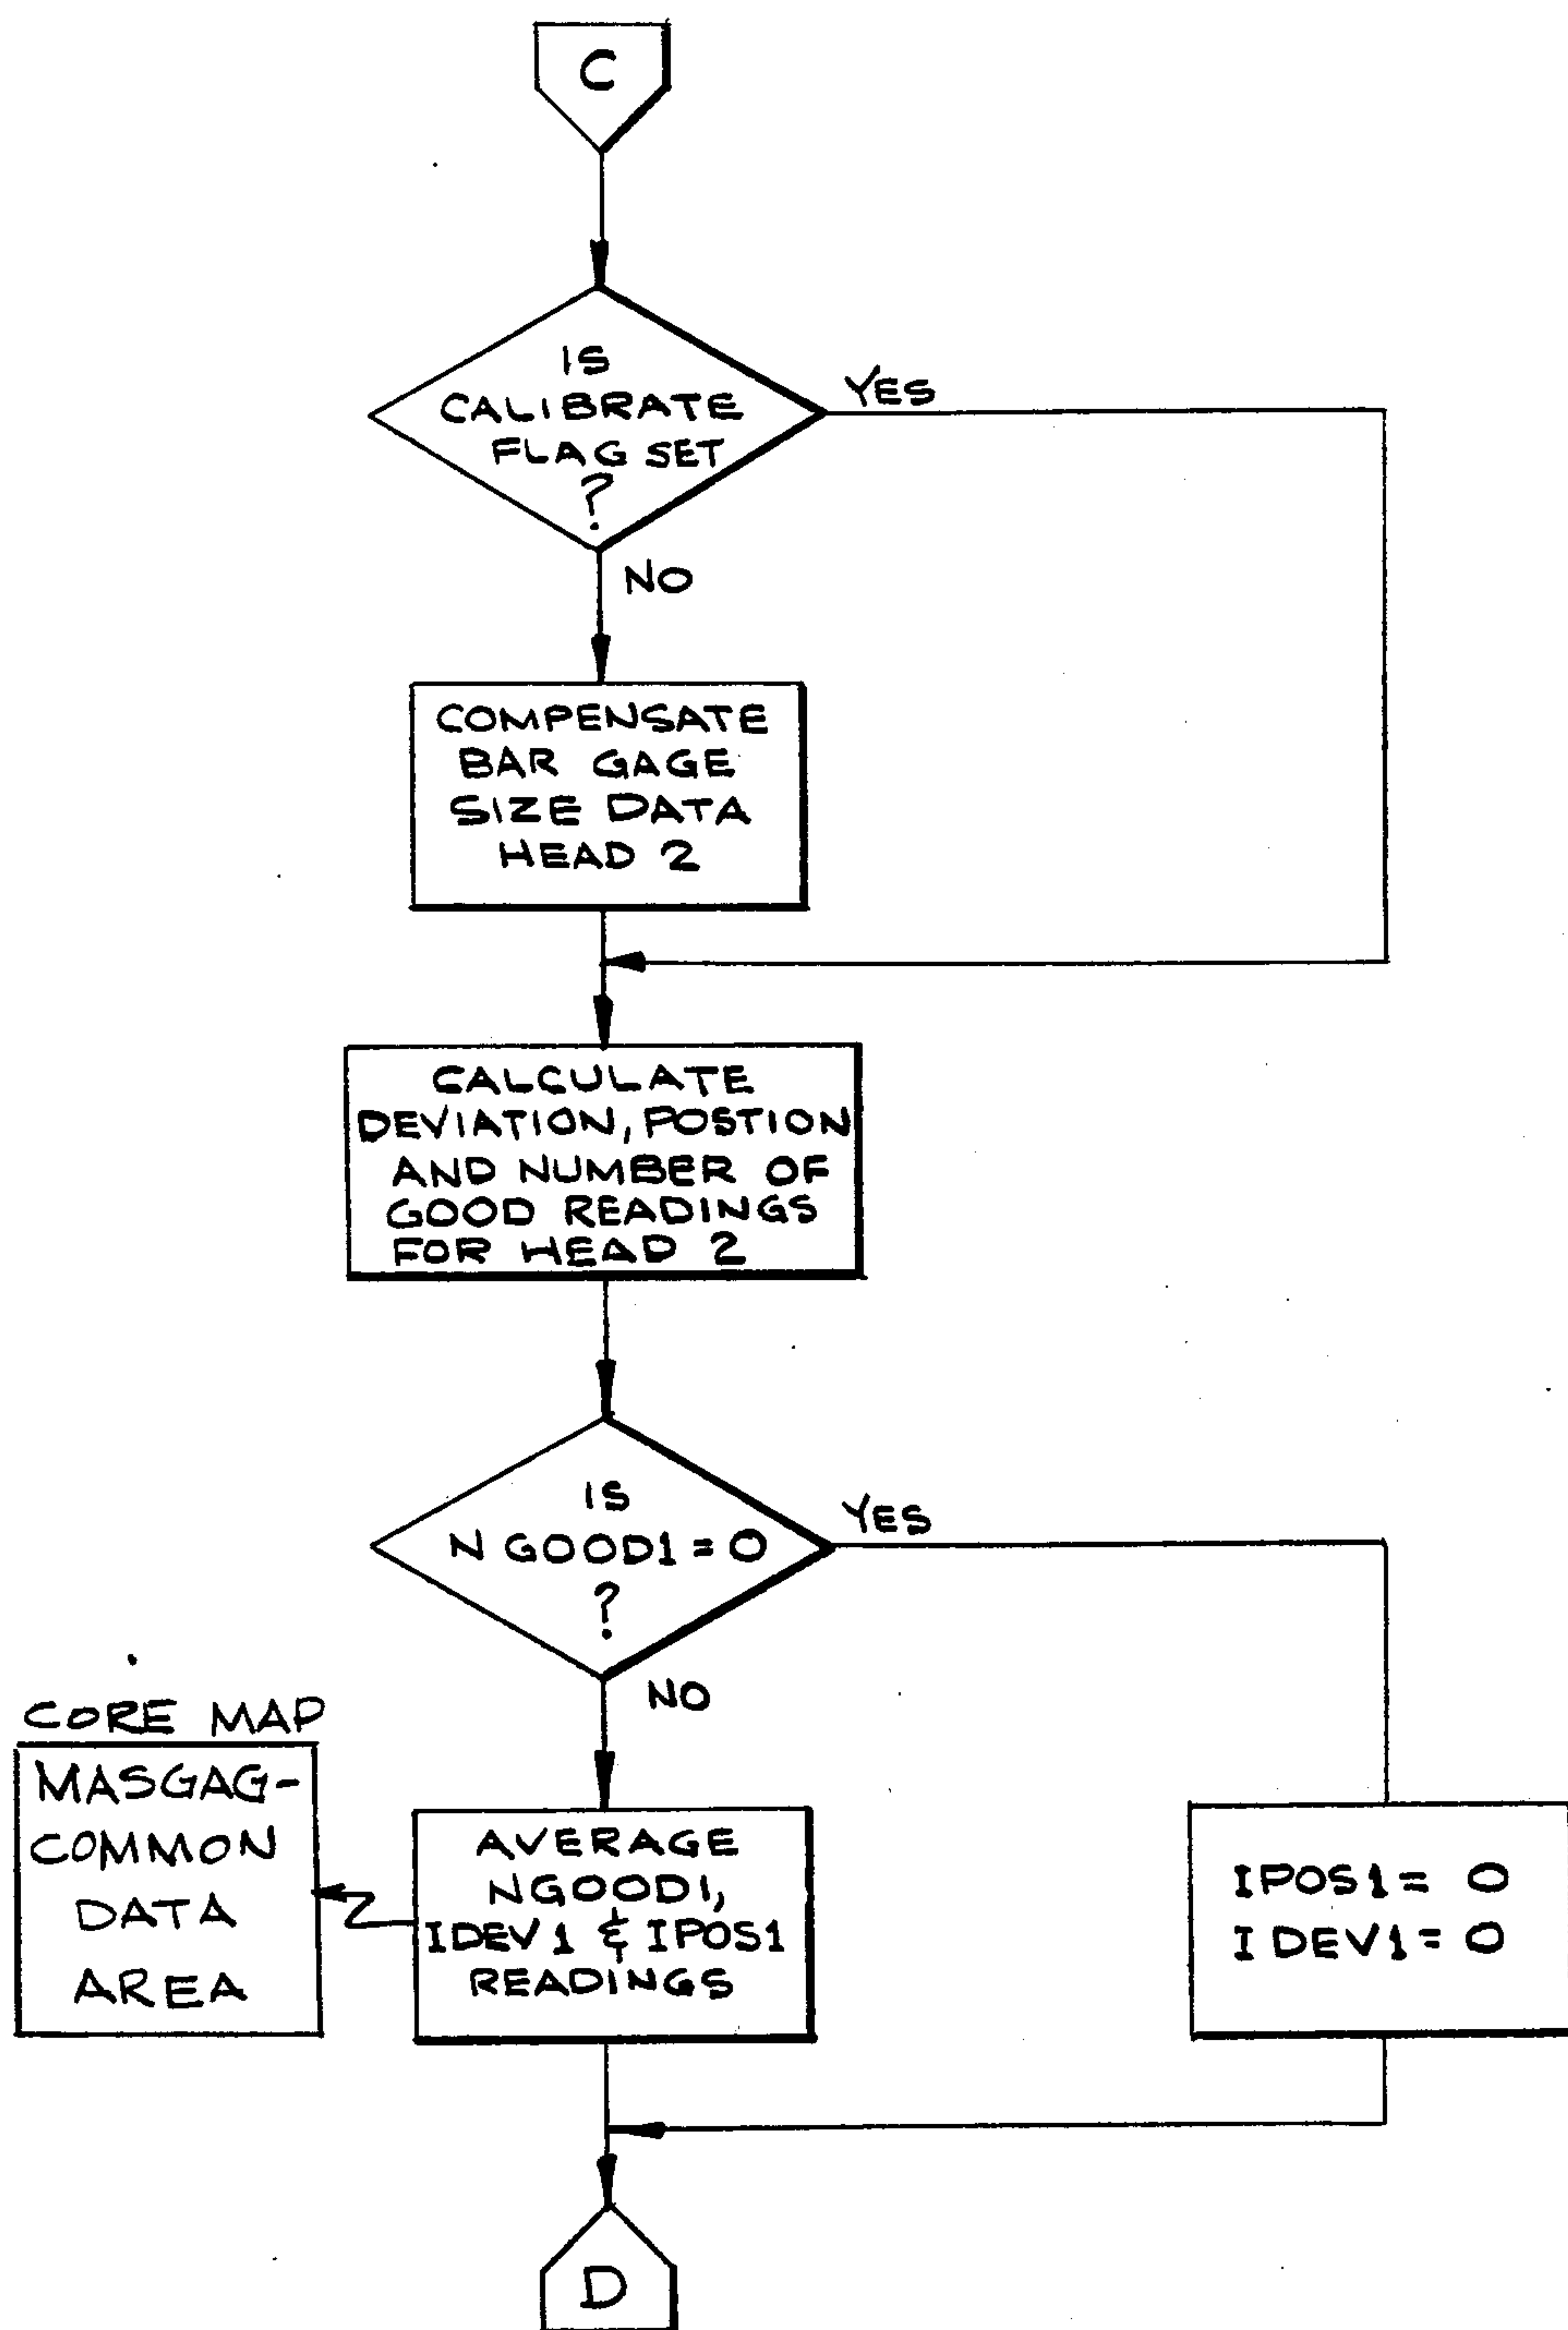 C
IS
CALIBRATE
FLAG SET
?
YES
NO
COMPENSATE
BAR GAGE
SIZE DATA
HEAD 2
CALCULATE
DEVIATION, POSTION
AND NUMBER OF
GOOD READINGS
FOR HEAD 2
IS
N GOOD1 = 0
?
YES
NO
CORE MAP
MASGAG-
COMMON
DATA
AREA
AVERAGE
NGOOD1,
IDEV1 & IPOS1
READINGS
IPOS1 = 0
IDEV1 = 0
D